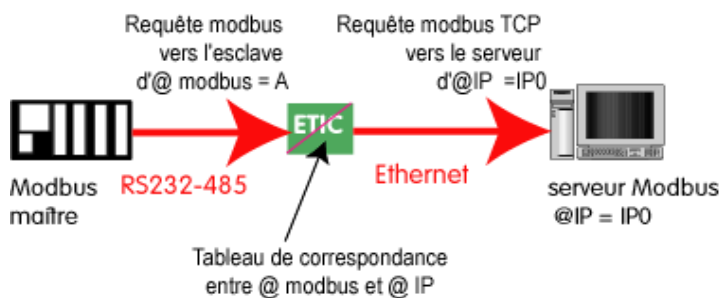 Requête modbus
vers l'esclave
d'@ modbus = A
Requête modbus TCP
vers le serveur
d'@IP =IP0
ETIC
RS232-485
Ethernet
Modbus
maître
serveur Modbus
@IP = IP0
Tableau de correspondance
entre @ modbus et @ IP